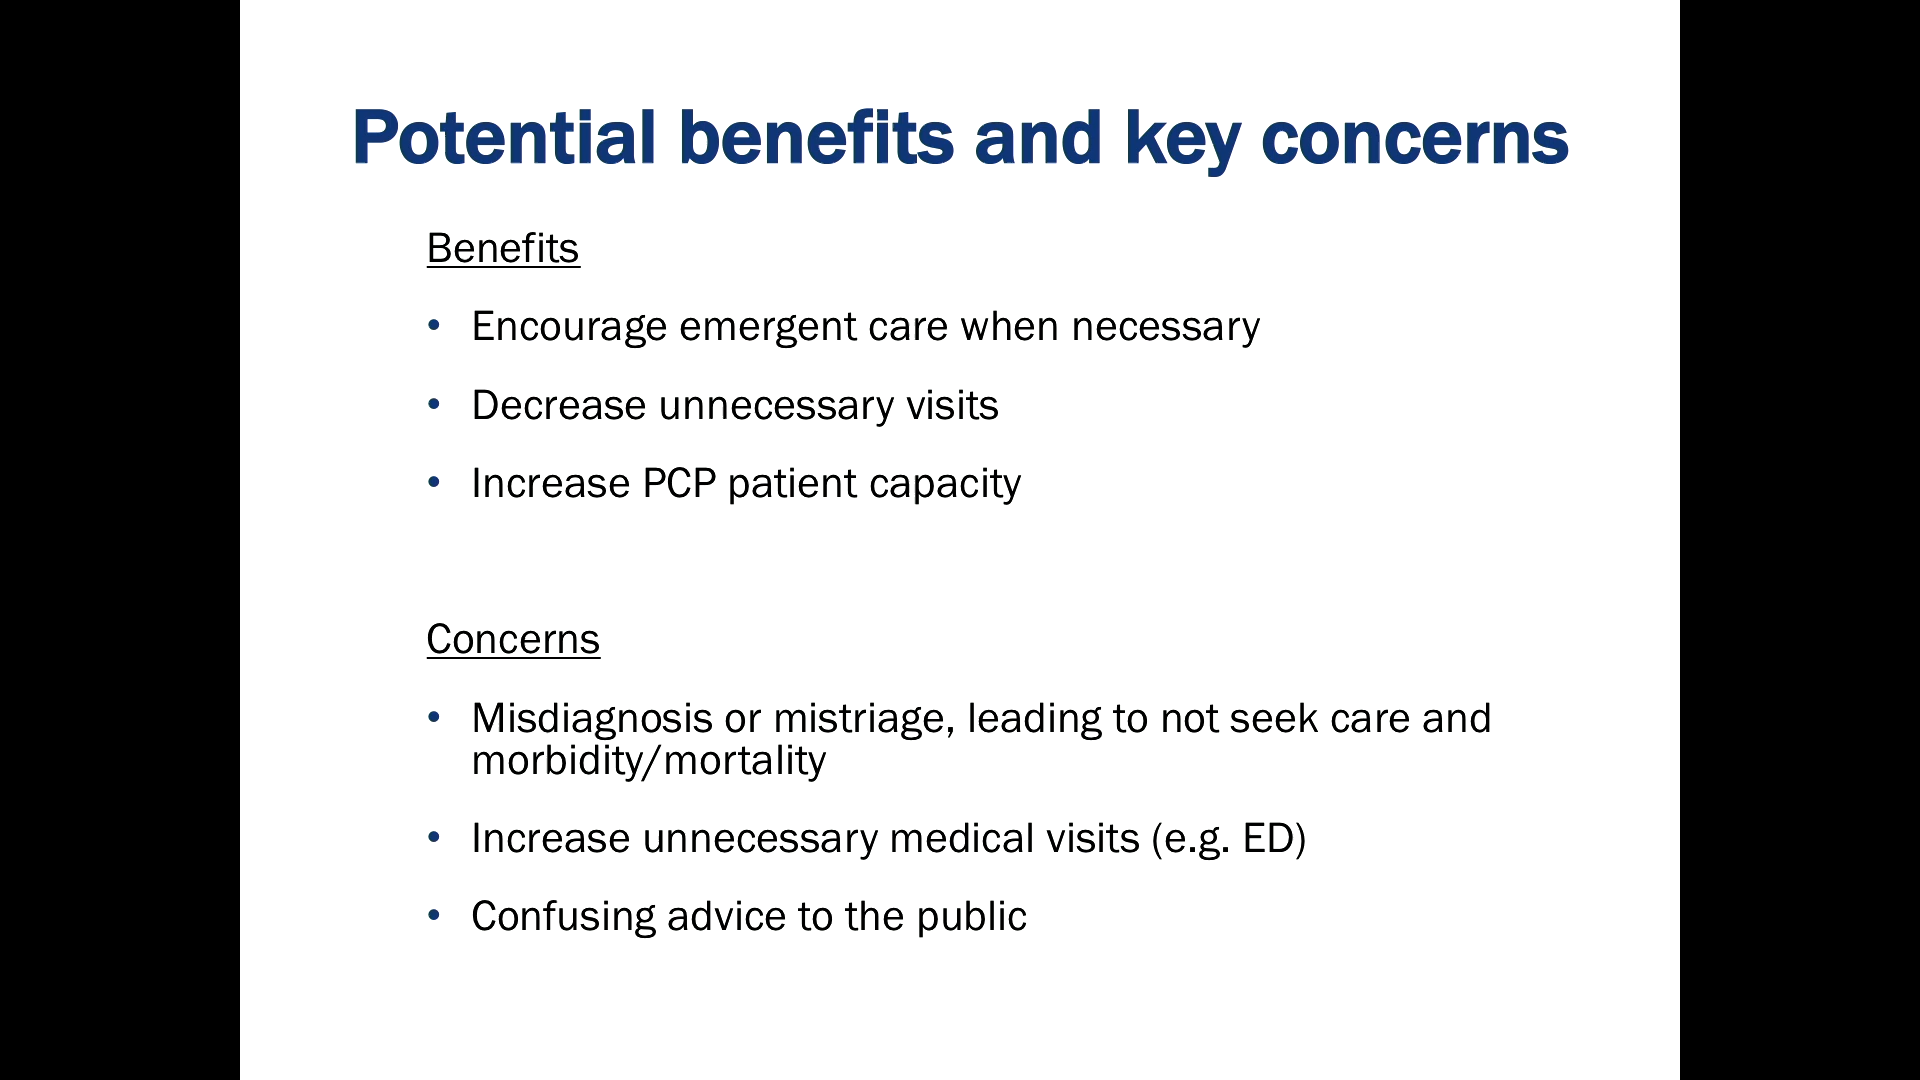 Potential benefits and key concerns
Benefits
• Encourage emergent care when necessary
• Decrease unnecessary visits
• Increase PCP patient capacity
Concerns
• Misdiagnosis or mistriage, leading to not seek care and
morbidity/mortality
• Increase unnecessary medical visits (e.g. ED)
• Confusing advice to the public